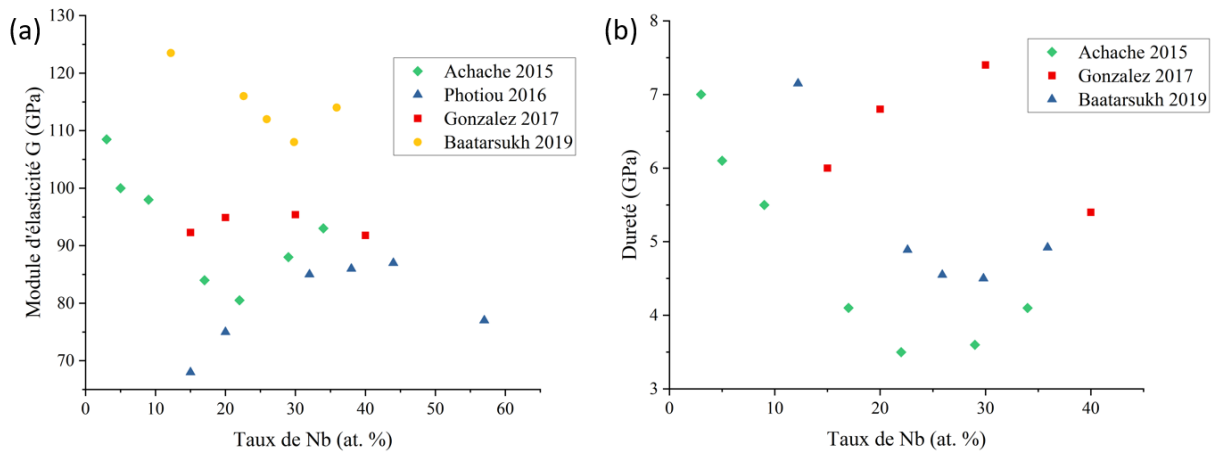 (a)
130
120
110
100
90
80
70
0 10 20 30 40 50 60
Module d'élasticité G (GPa)
Taux de Nb (at. %)
Achache 2015
Photiou 2016
Gonzalez 2017
Baatarsukh 2019
(b)
8
7
6
5
4
3
0 10 20 30 40
Dureté (GPa)
Taux de Nb (at. %)
Achache 2015
Gonzalez 2017
Baatarsukh 2019